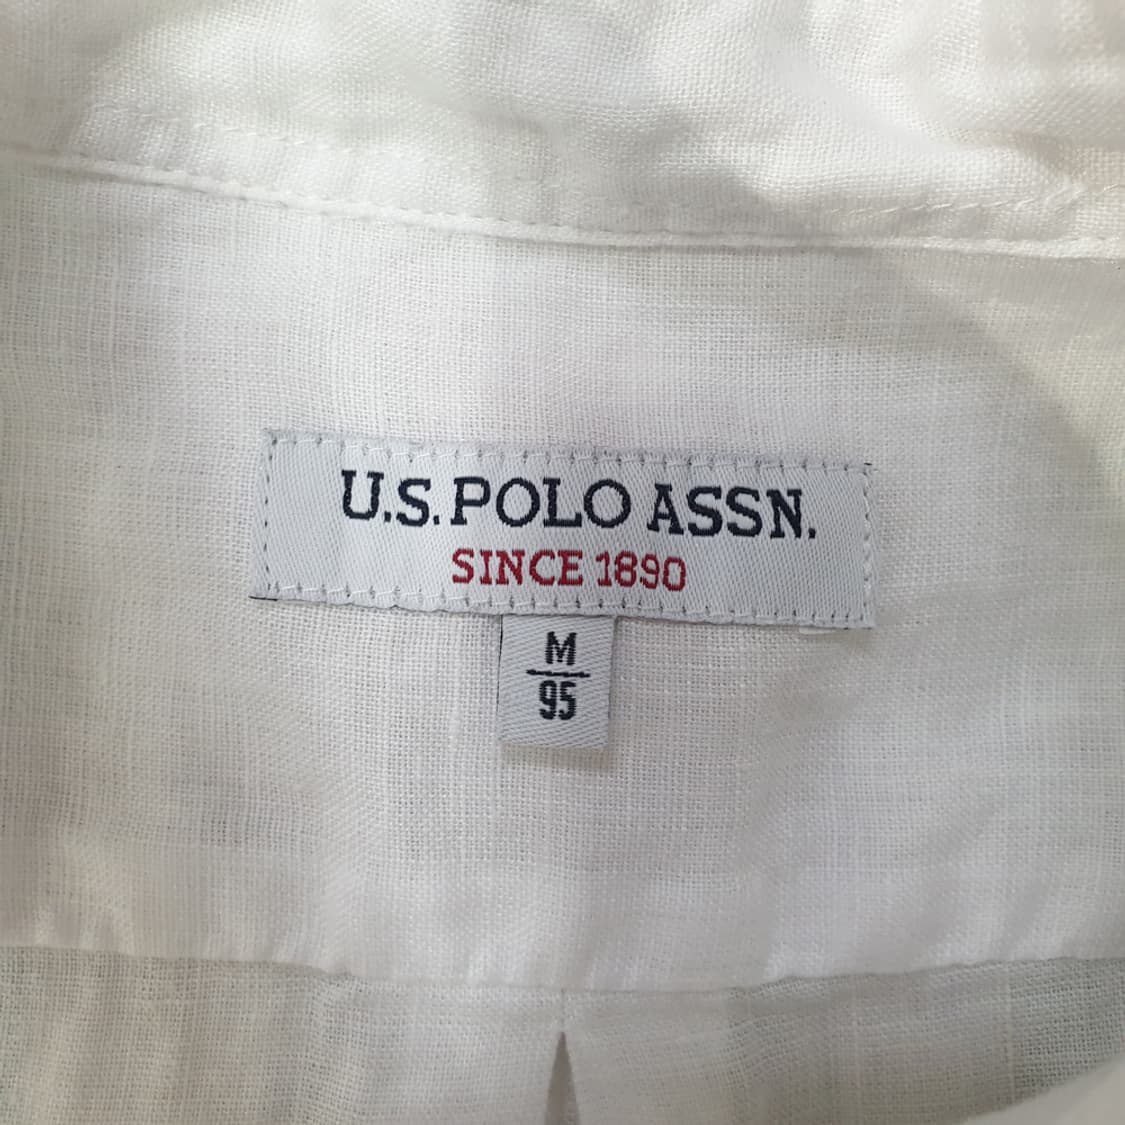 U.S. POLO ASSN.
SINCE 1890
M
95